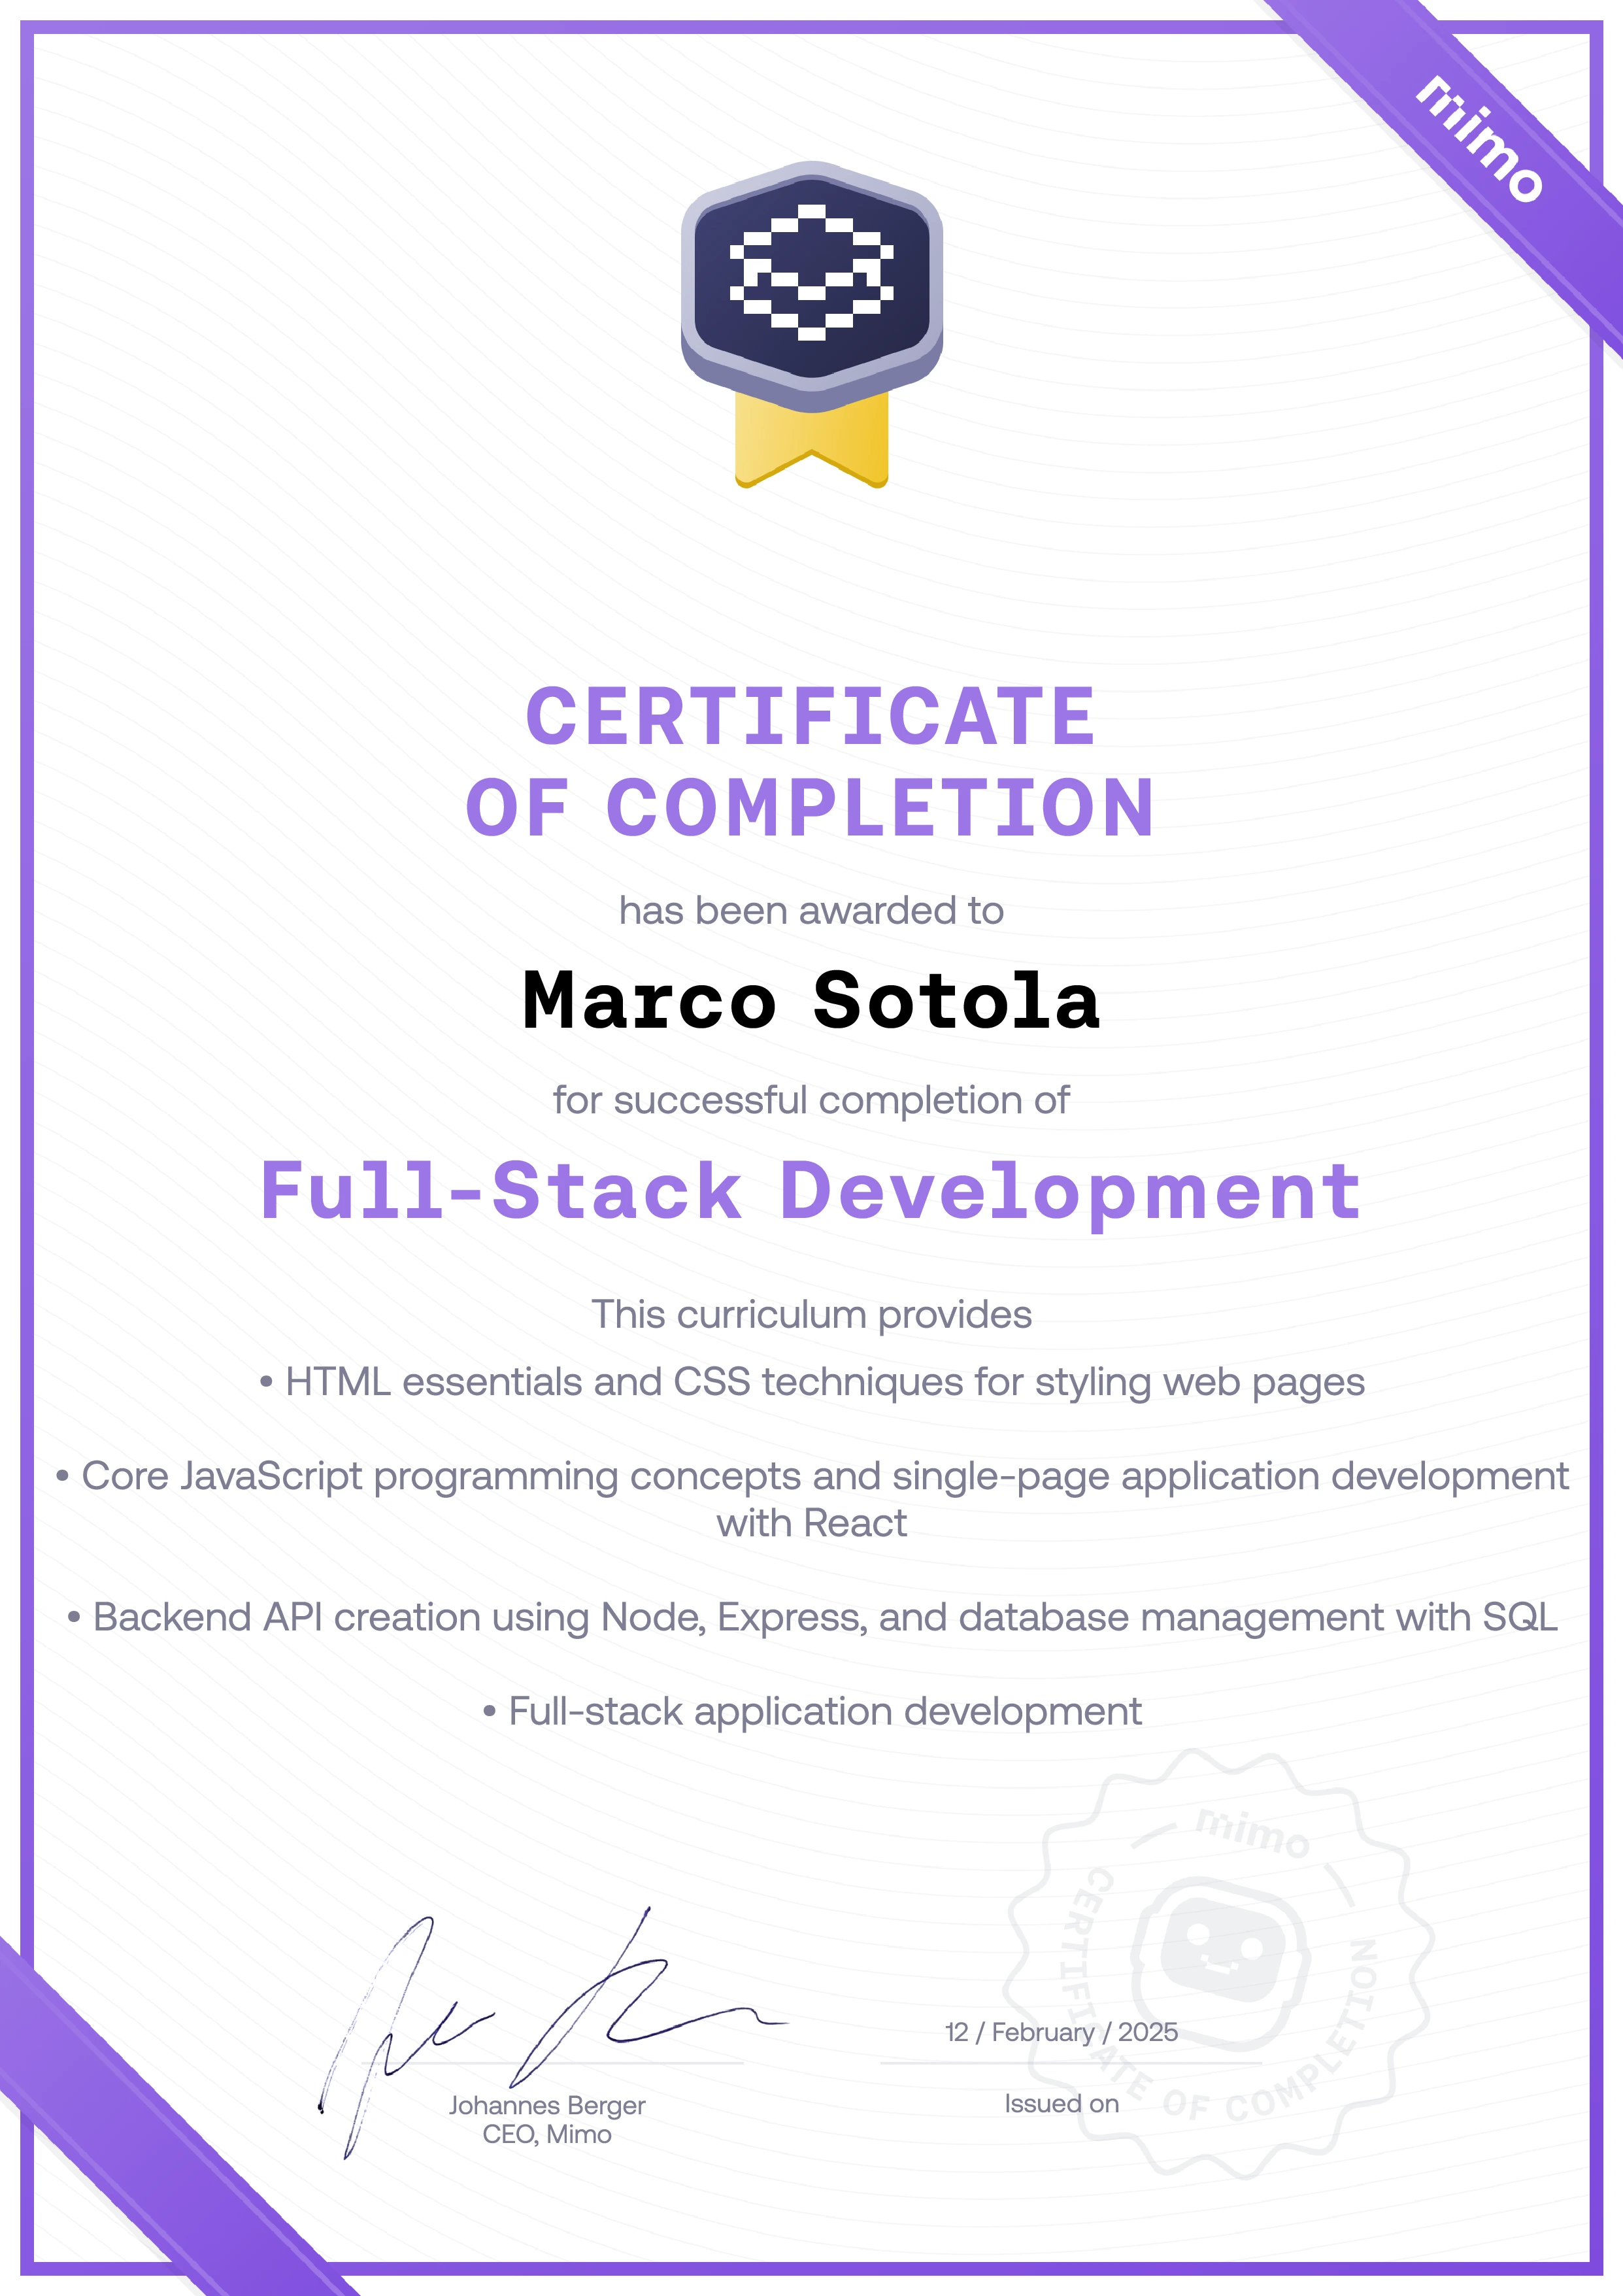 mimo
CERTIFICATE
OF COMPLETION
has been awarded to
Marco Sotola
for successful completion of
Full-Stack Development
This curriculum provides
• HTML essentials and CSS techniques for styling web pages
• Core JavaScript programming concepts and single-page application development
with React
• Backend API creation using Node, Express, and database management with SQL
• Full-stack application development
mimo
CERTIFICATE OF COMPLETION
12 / February / 2025
Issued on
Johannes Berger
CEO, Mimo